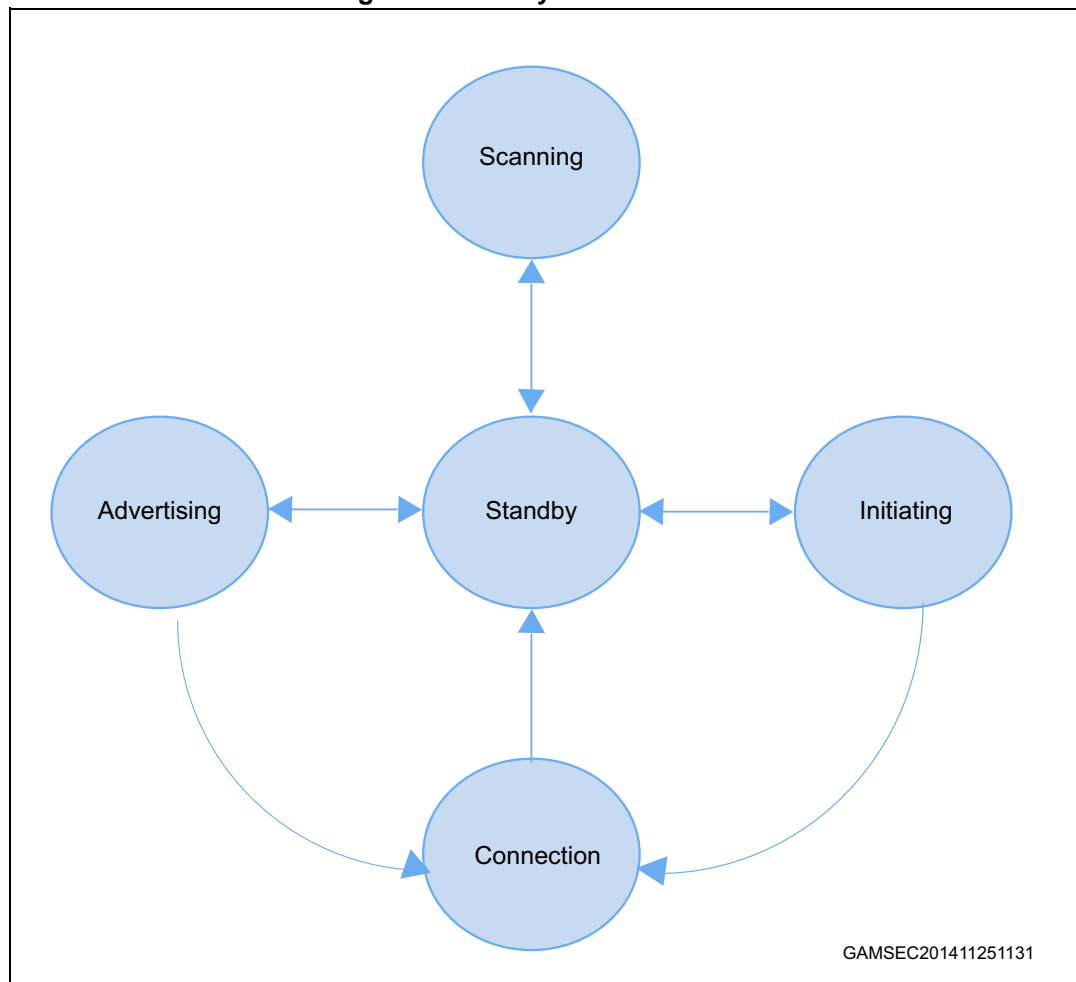 Scanning
Advertising
Standby
Initiating
Connection
GAMSEC201411251131